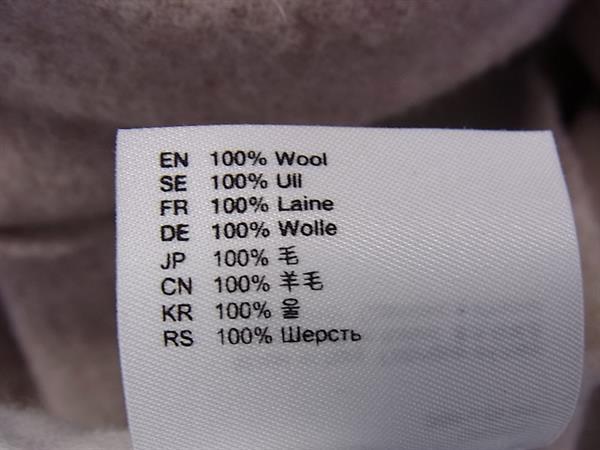 EN 100% Wool
SE 100% Ull
FR 100% Laine
DE 100% Wolle
JP 100% 毛
CN 100% 羊毛
KR 100% 울
RS 100% Шерсть